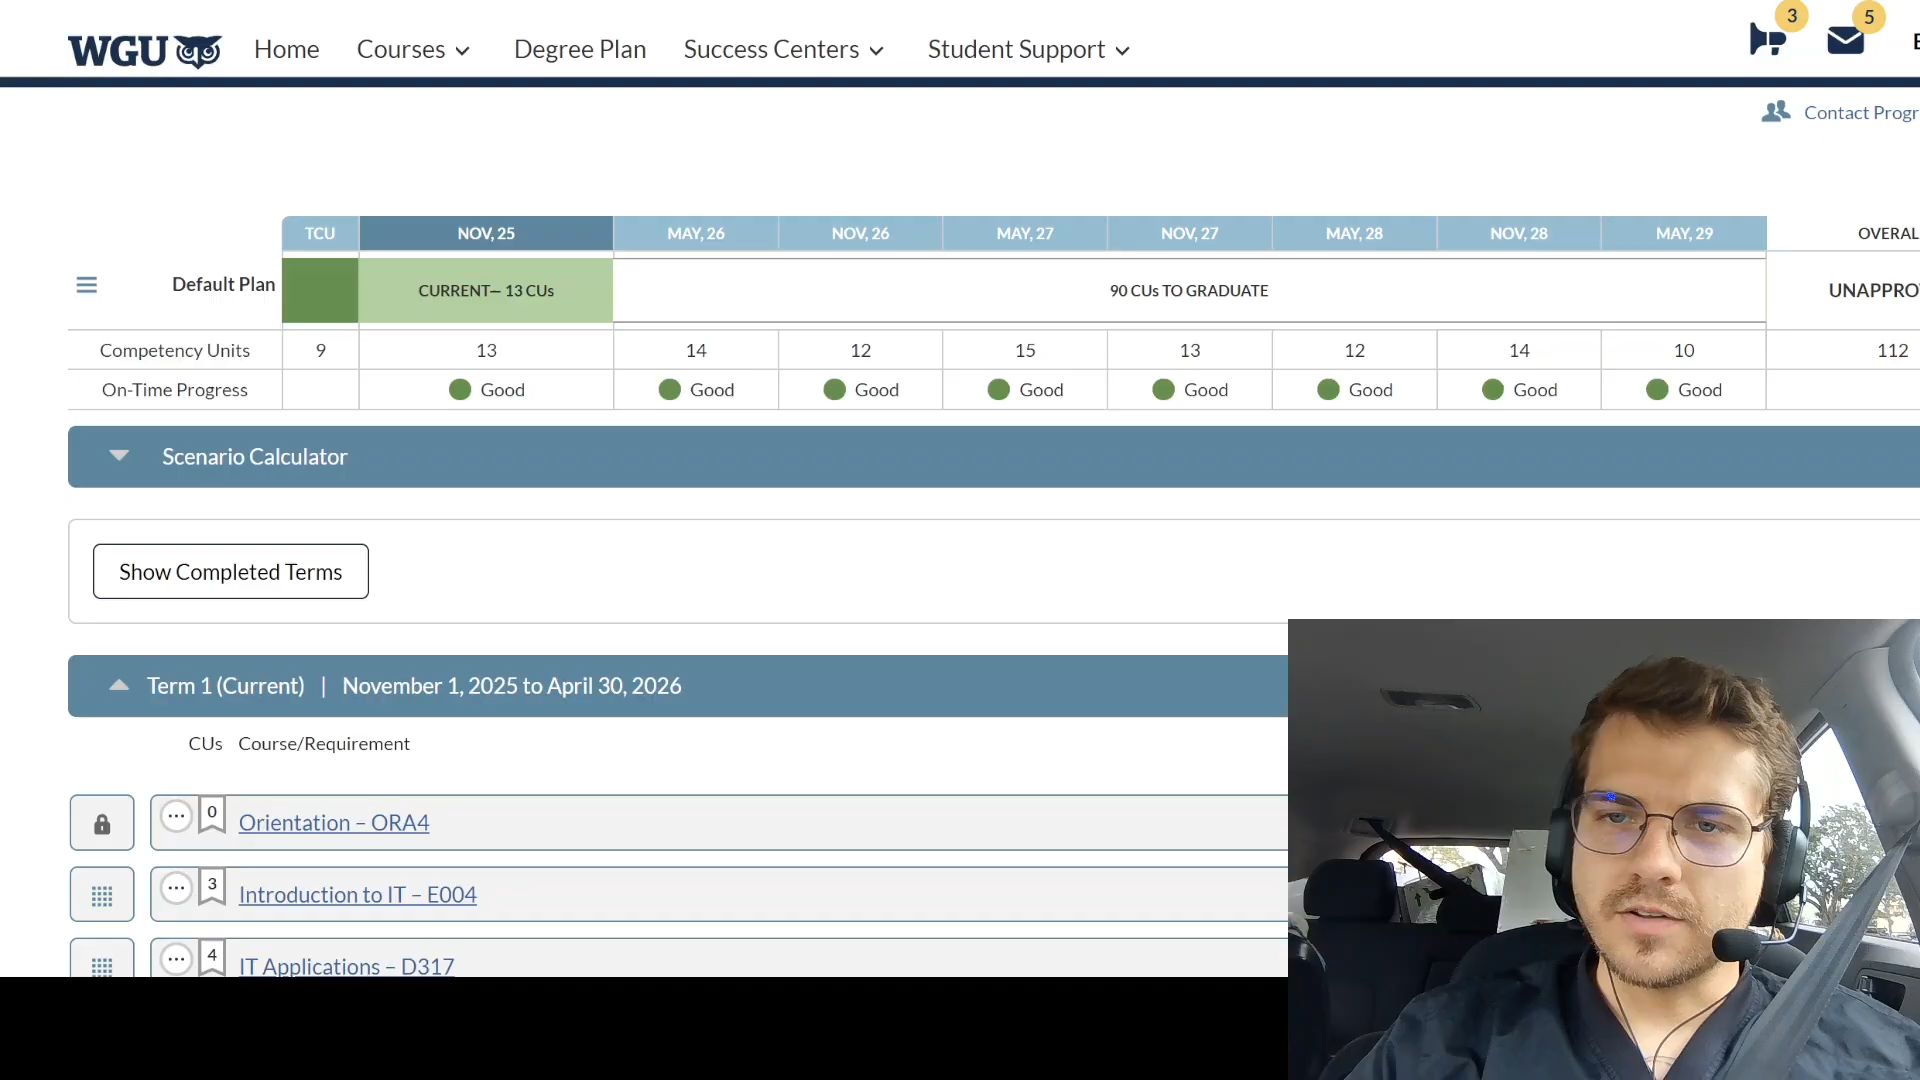 WGU Home Courses Degree Plan Success Centers Student Support 3 5
Contact Progr
TCU NOV, 25 MAY, 26 NOV, 26 MAY, 27 NOV, 27 MAY, 28 NOV, 28 MAY, 29 OVERAL
Default Plan CURRENT— 13 CUs 90 CUs TO GRADUATE UNAPPRO
Competency Units 9 13 14 12 15 13 12 14 10 112
On-Time Progress Good Good Good Good Good Good Good Good
Scenario Calculator
Show Completed Terms
Term 1 (Current) | November 1, 2025 to April 30, 2026
CUs Course/Requirement
0 Orientation – ORA4
3 Introduction to IT – E004
4 IT Applications – D317